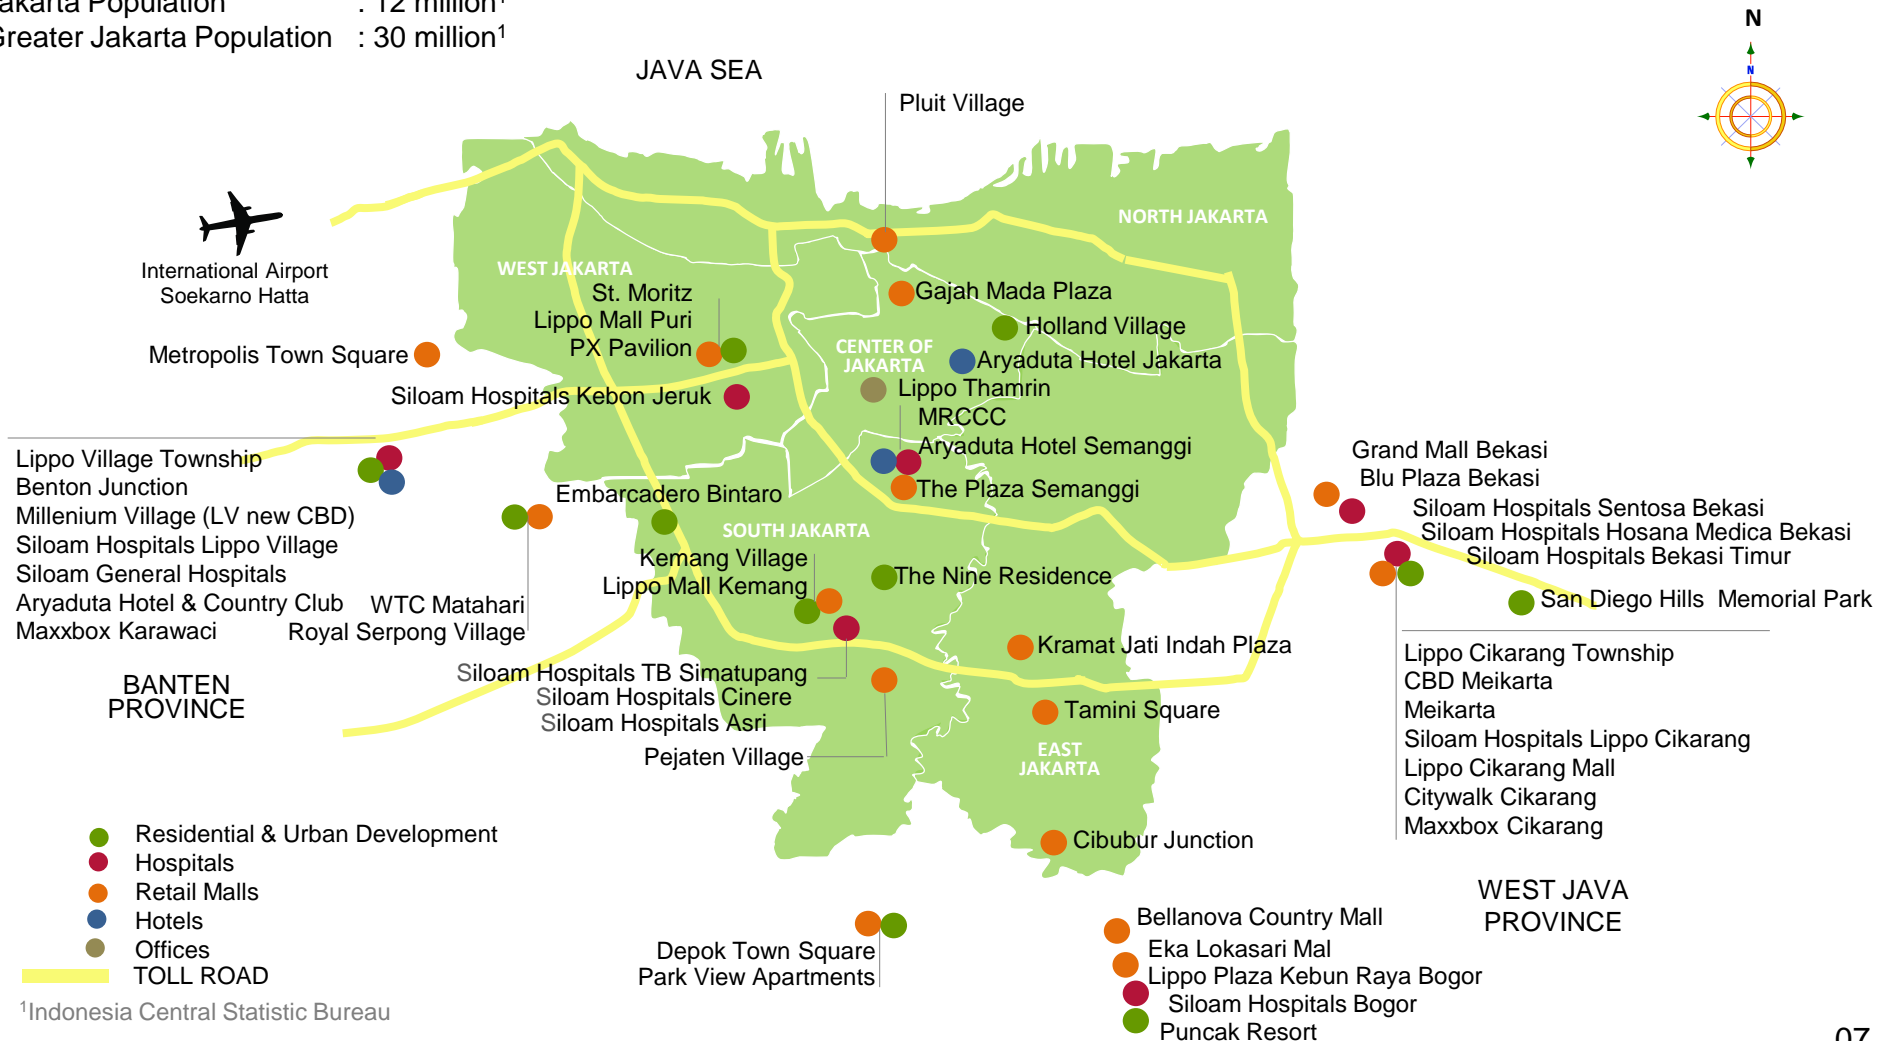 Jakarta Population : 12 million¹
Greater Jakarta Population : 30 million¹
N
N
JAVA SEA
Pluit Village
NORTH JAKARTA
WEST JAKARTA
International Airport
Soekarno Hatta
St. Moritz
Lippo Mall Puri
PX Pavilion
Gajah Mada Plaza
Holland Village
CENTER OF
JAKARTA
Aryaduta Hotel Jakarta
Metropolis Town Square
Siloam Hospitals Kebon Jeruk
Lippo Thamrin
MRCCC
Aryaduta Hotel Semanggi
The Plaza Semanggi
Lippo Village Township
Benton Junction
Millenium Village (LV new CBD)
Siloam Hospitals Lippo Village
Siloam General Hospitals
Aryaduta Hotel & Country Club
Maxxbox Karawaci
Embarcadero Bintaro
SOUTH JAKARTA
WTC Matahari
Royal Serpong Village
Kemang Village
Lippo Mall Kemang
The Nine Residence
Grand Mall Bekasi
Blu Plaza Bekasi
Siloam Hospitals Sentosa Bekasi
Siloam Hospitals Hosana Medica Bekasi
Siloam Hospitals Bekasi Timur
San Diego Hills Memorial Park
Kramat Jati Indah Plaza
Siloam Hospitals TB Simatupang
Siloam Hospitals Cinere
Siloam Hospitals Asri
Pejaten Village
Tamini Square
EAST
JAKARTA
Cibubur Junction
BANTEN
PROVINCE
Lippo Cikarang Township
CBD Meikarta
Meikarta
Siloam Hospitals Lippo Cikarang
Lippo Cikarang Mall
Citywalk Cikarang
Maxxbox Cikarang
WEST JAVA
PROVINCE
Residential & Urban Development
Hospitals
Retail Malls
Hotels
Offices
TOLL ROAD
¹Indonesia Central Statistic Bureau
Depok Town Square
Park View Apartments
Bellanova Country Mall
Eka Lokasari Mal
Lippo Plaza Kebun Raya Bogor
Siloam Hospitals Bogor
Puncak Resort
07